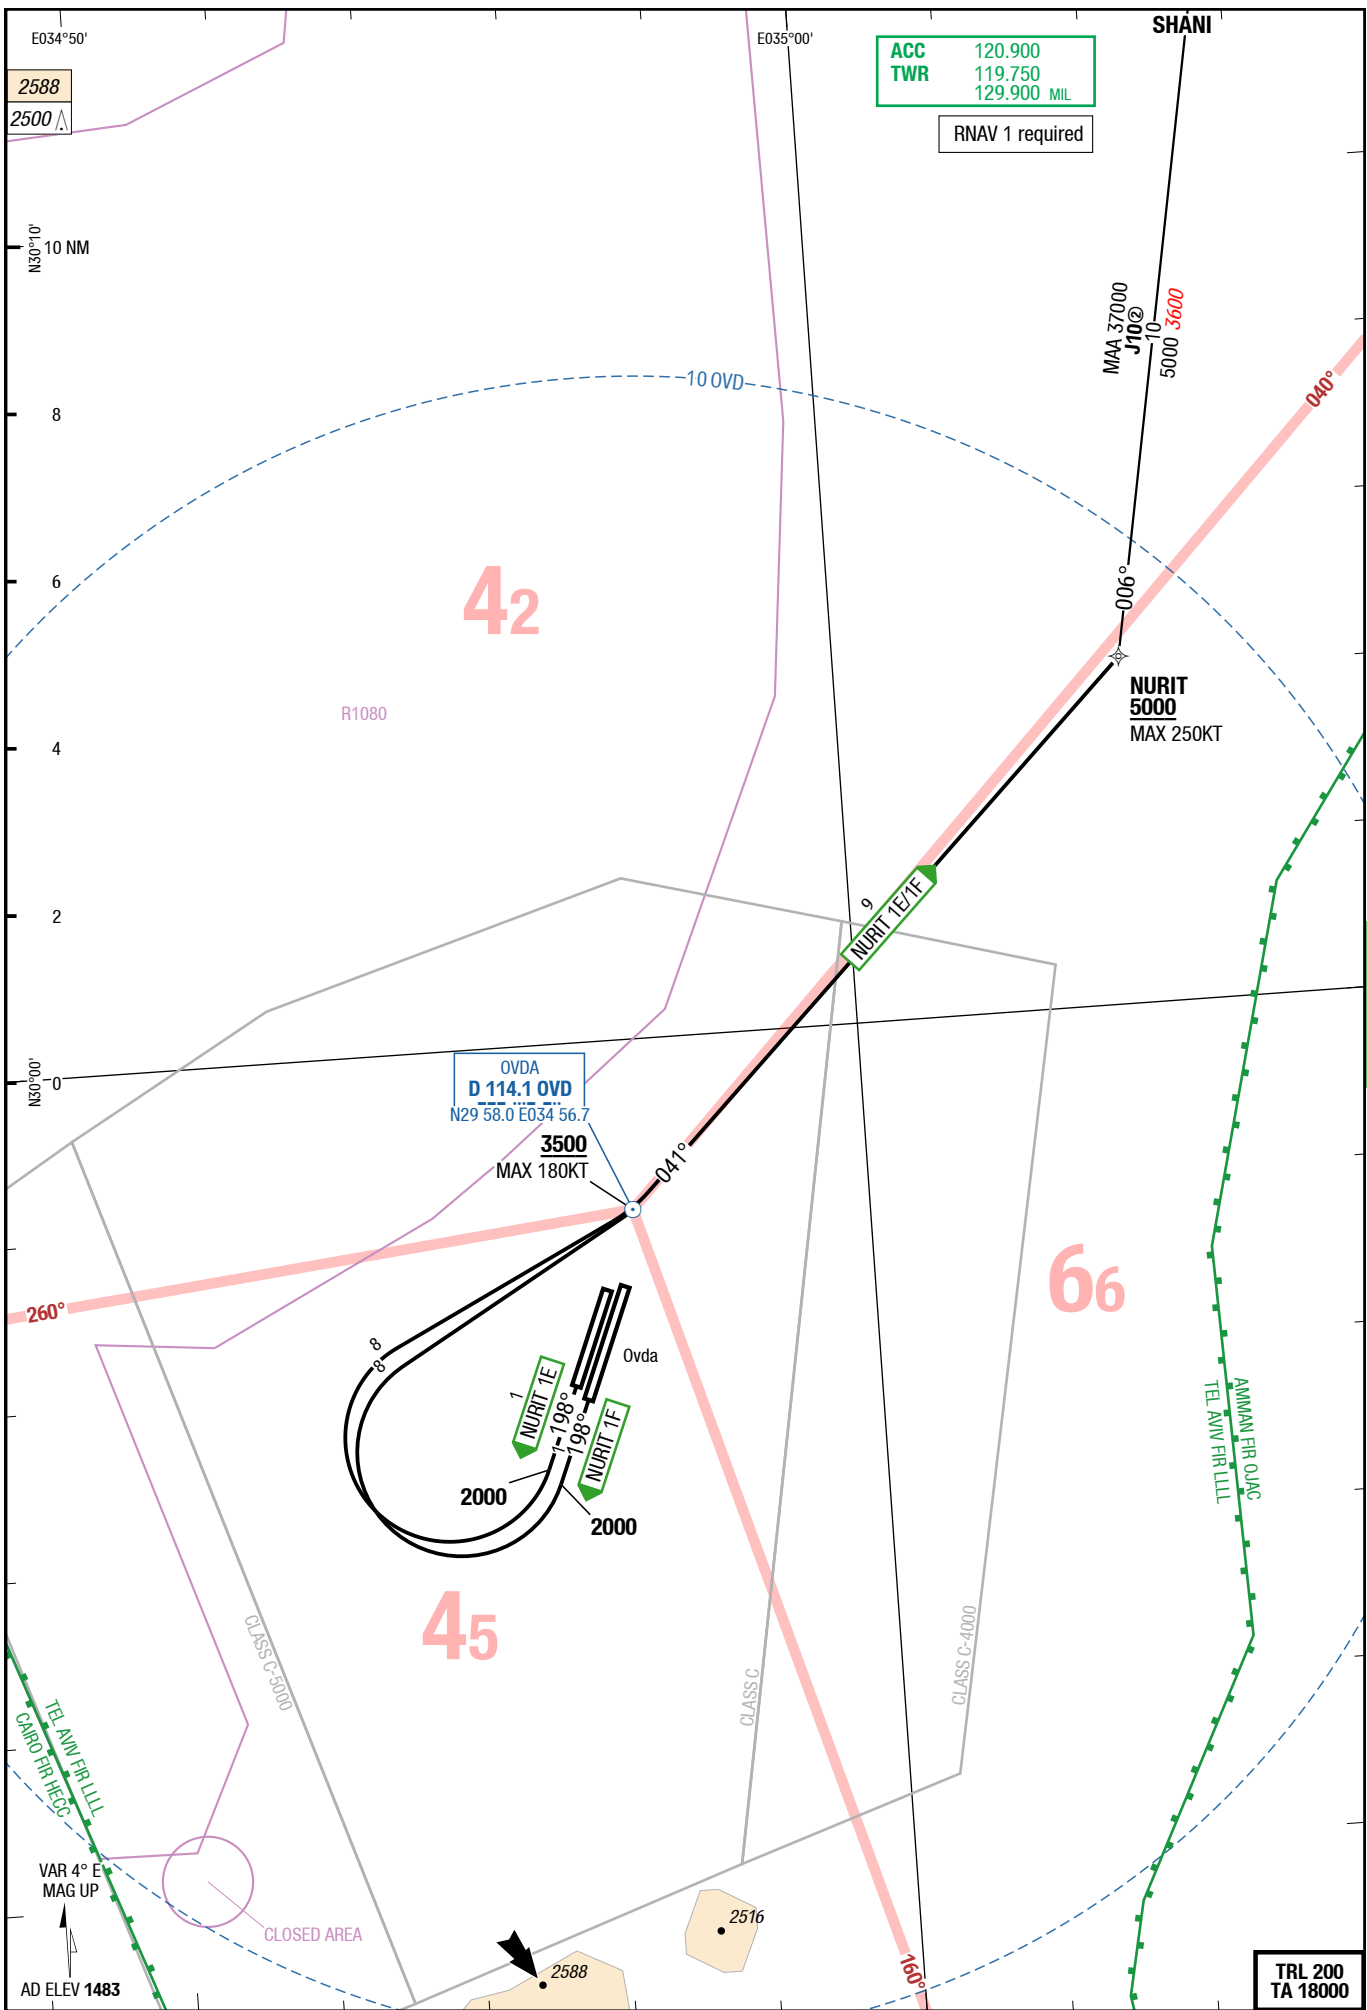 SHANI
E034°50'
E035°00'
ACC 120.900
TWR 119.750
129.900 MIL
2588
2500
RNAV 1 required
N30°10'
10 NM
MAA 37000
J10②
10
5000 3600
10 OVD
040°
8
6
42
006°
NURIT
5000
MAX 250KT
R1080
4
9
NURIT 1E/1F
2
N30°00'
0
OVDA
D 114.1 OVD
N29 58.0 E034 56.7
3500
MAX 180KT
041°
66
260°
8
8
Ovda
1
NURIT 1E
198°
1
198°
NURIT 1F
2000
2000
AMMAN FIR OJAC
TEL AVIV FIR LLLL
45
CLASS C-5000
CLASS C
CLASS C-4000
TEL AVIV FIR LLLL
CAIRO FIR HECC
VAR 4° E
MAG UP
CLOSED AREA
2516
2588
160°
AD ELEV 1483
TRL 200
TA 18000